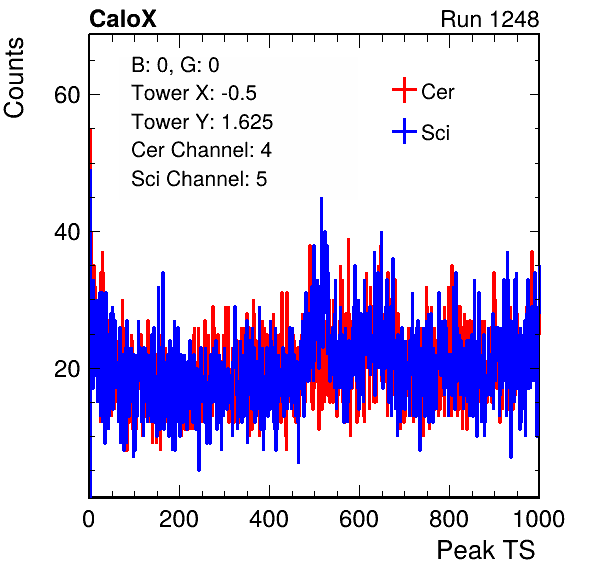 CaloX Run 1248
Counts
B: 0, G: 0
Tower X: -0.5
Tower Y: 1.625
Cer Channel: 4
Sci Channel: 5
Cer
Sci
60
40
20
0 200 400 600 800 1000
Peak TS